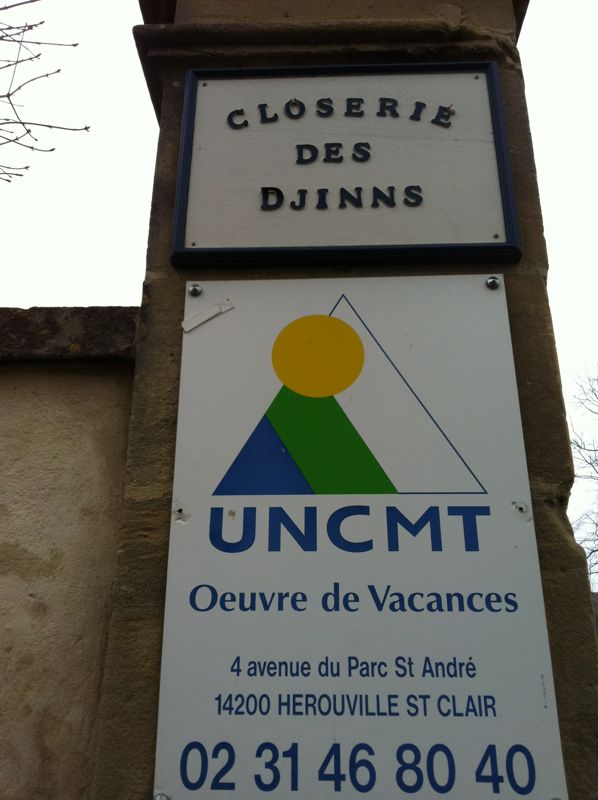 CLOSERIE
DES
DJINNS
UNCMT
Oeuvre de Vacances
4 avenue du Parc St André
14200 HEROUVILLE ST CLAIR
02 31 46 80 40